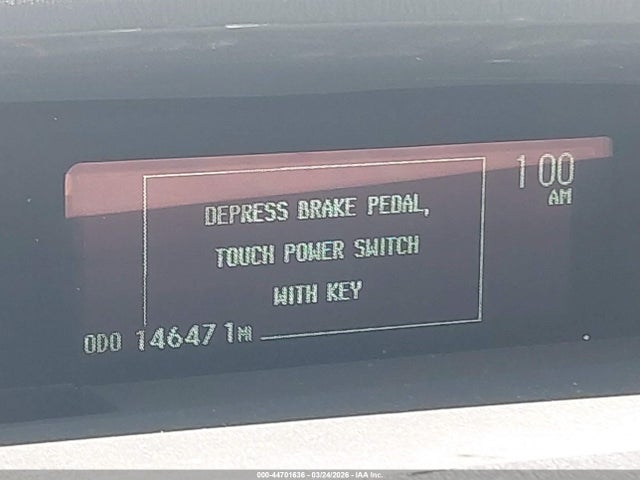 1 00
AM
DEPRESS BRAKE PEDAL,
TOUCH POWER SWITCH
WITH KEY
ODO 146471MI
000-44701636 - 03/24/2026 - IAA Inc.